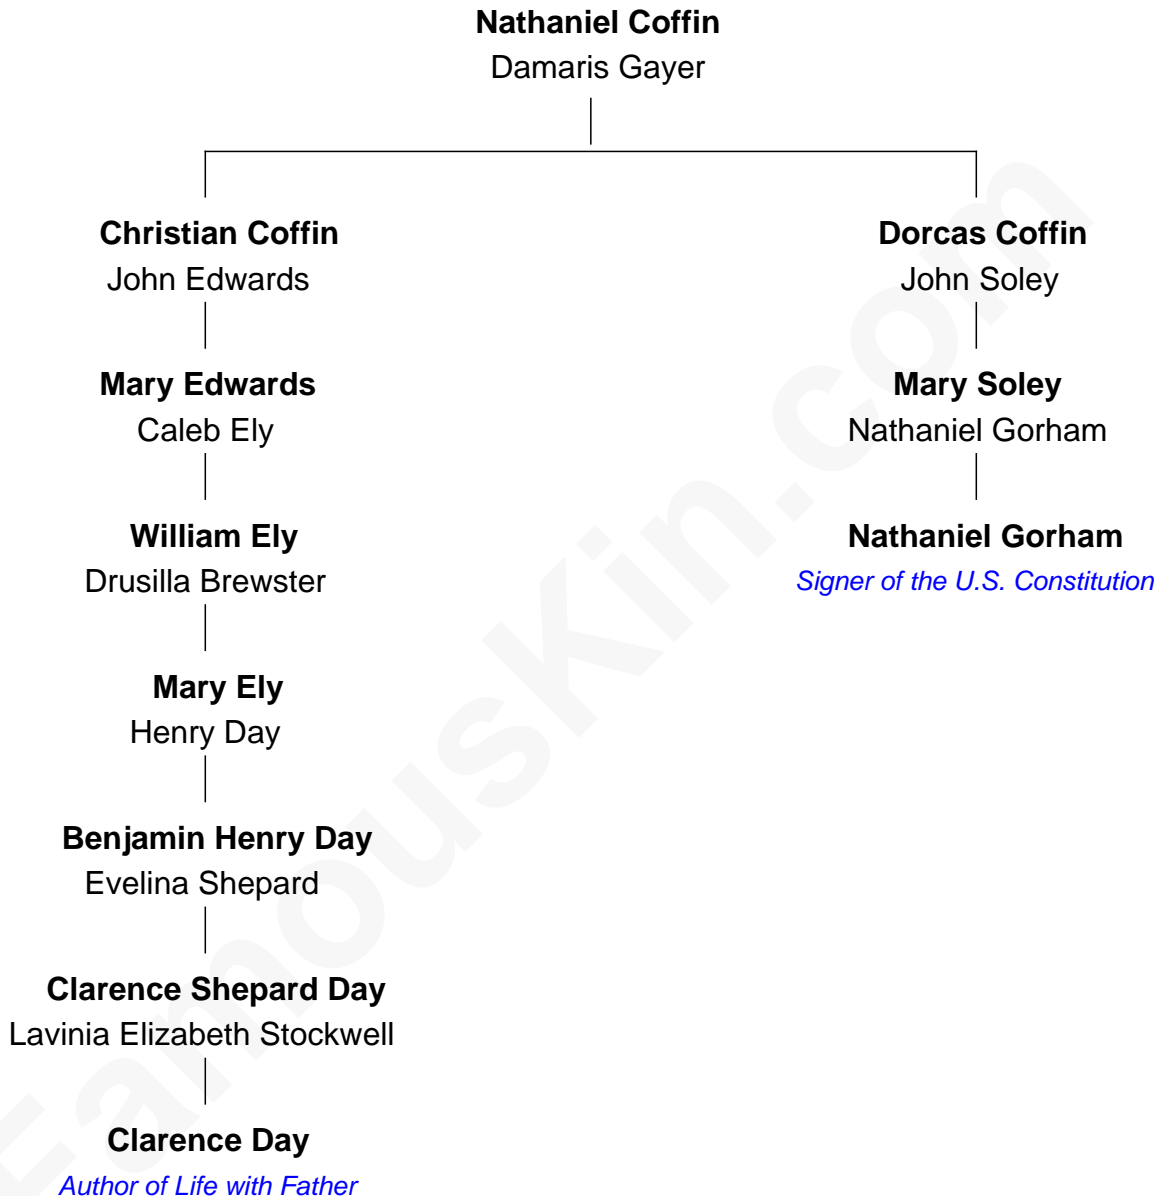 Nathaniel Coffin
Damaris Gayer
Christian Coffin
John Edwards
Dorcas Coffin
John Soley
Mary Edwards
Caleb Ely
Mary Soley
Nathaniel Gorham
William Ely
Drusilla Brewster
Nathaniel Gorham
Signer of the U.S. Constitution
Mary Ely
Henry Day
Benjamin Henry Day
Evelina Shepard
Clarence Shepard Day
Lavinia Elizabeth Stockwell
Clarence Day
Author of Life with Father
FamousKin.com